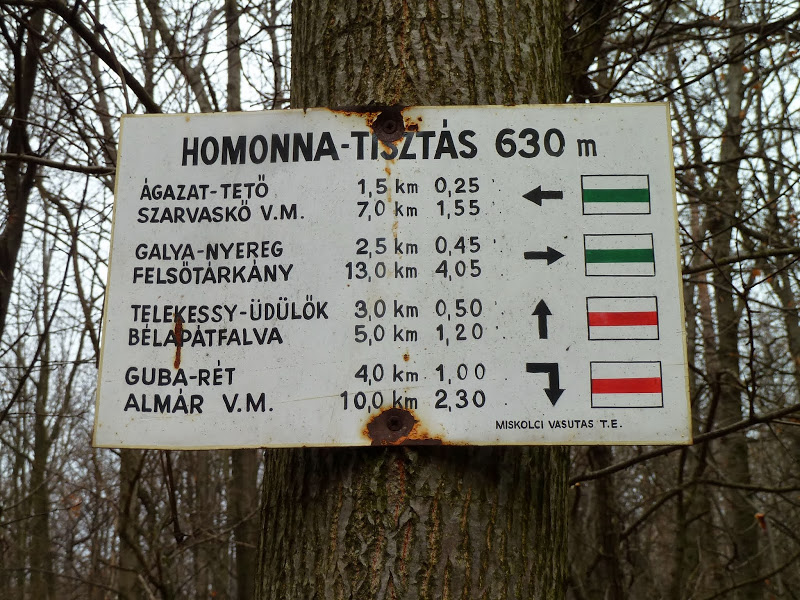 HOMONNA-TISZTÁS 630 m
ÁGAZAT-TETŐ 1,5 km 0,25
SZARVASKŐ V.M. 7,0 km 1,55
GALYA-NYEREG 2,5 km 0,45
FELSŐTÁRKÁNY 13,0 km 4,05
TELEKESSY-ÜDÜLŐK 3,0 km 0,50
BÉLAPÁTFALVA 5,0 km 1,20
GUBA-RÉT 4,0 km 1,00
ALMÁR V.M. 10,0 km 2,30
MISKOLCI VASUTAS T.E.